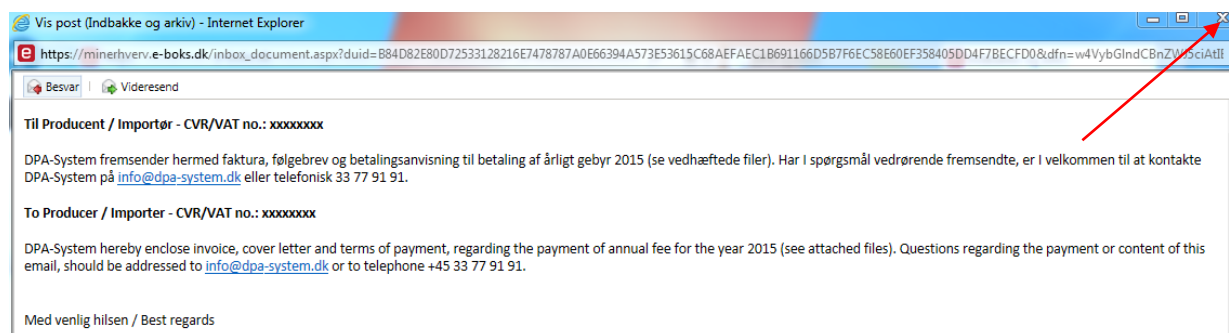 Vis post (Indbakke og arkiv) - Internet Explorer
https://minerhverv.e-boks.dk/inbox_document.aspx?duid=B84D82E80D72533128216E7478787A0E66394A573E53615C68AEFAEC1B691166D5B7F6EC58E60EF358405DD4F7BECFD0&dfn=w4VybGlndCBnZW
Besvar Videresend
Til Producent / Importør - CVR/VAT no.: xxxxxxxx
DPA-System fremsender hermed faktura, følgebrev og betalingsanvisning til betaling af årligt gebyr 2015 (se vedhæftede filer). Har I spørgsmål vedrørende fremsendte, er I velkommen til at kontakte
DPA-System på info@dpa-system.dk eller telefonisk 33 77 91 91.
To Producer / Importer - CVR/VAT no.: xxxxxxxx
DPA-System hereby enclose invoice, cover letter and terms of payment, regarding the payment of annual fee for the year 2015 (see attached files). Questions regarding the payment or content of this
email, should be addressed to info@dpa-system.dk or to telephone +45 33 77 91 91.
Med venlig hilsen / Best regards